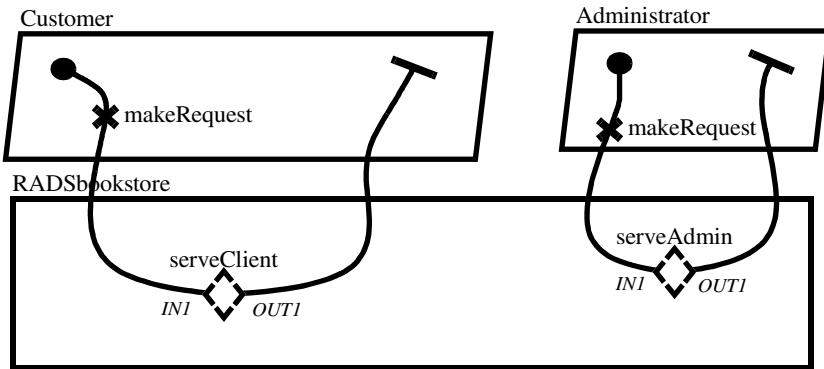 Customer
Administrator
makeRequest
makeRequest
RADSbookstore
serveClient
serveAdmin
IN1
OUT1
IN1
OUT1